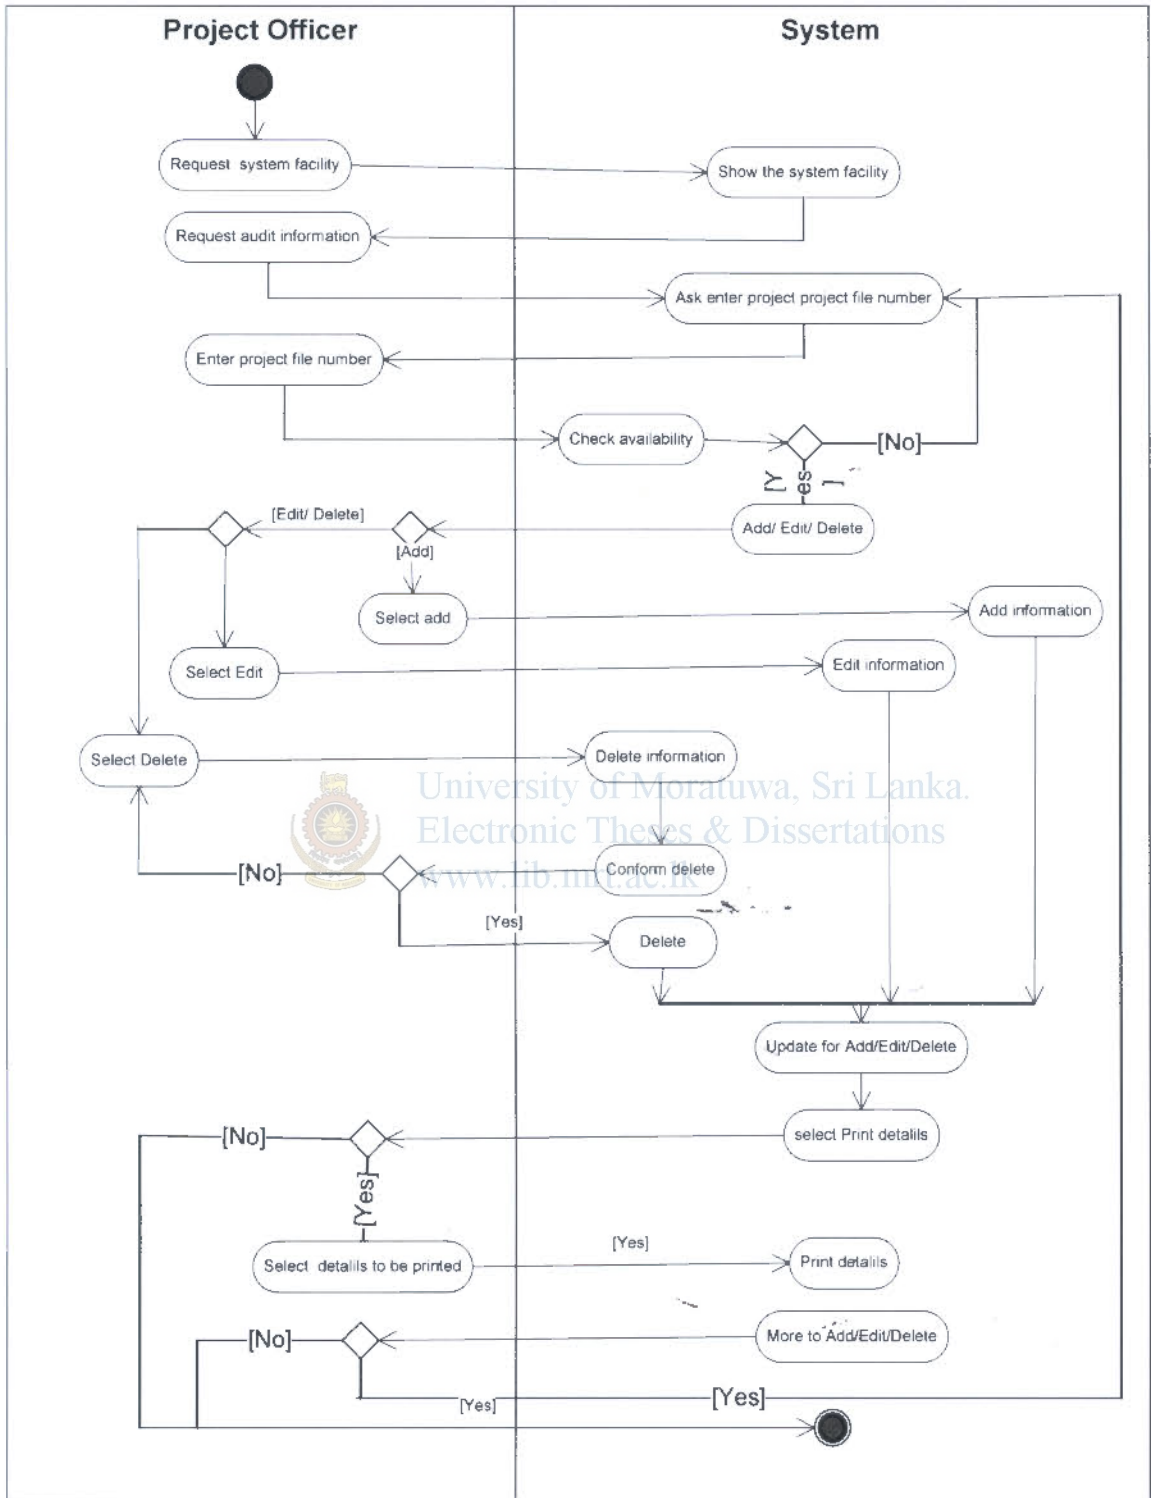 Project Officer
System
Request system facility
Show the system facility
Request audit information
Ask enter project project file number
Enter project file number
Check availability
[No]
[Yes]
Add/ Edit/ Delete
[Edit/ Delete]
[Add]
Select add
Add information
Select Edit
Edit information
Select Delete
Delete information
University of Moratuwa, Sri Lanka.
Electronic Theses & Dissertations
www.lib.mrt.ac.lk
Conform delete
[No]
[Yes]
Delete
Update for Add/Edit/Delete
select Print detalils
[No]
[Yes]
Select detalils to be printed
[Yes]
Print detalils
More to Add/Edit/Delete
[No]
[Yes]
[Yes]